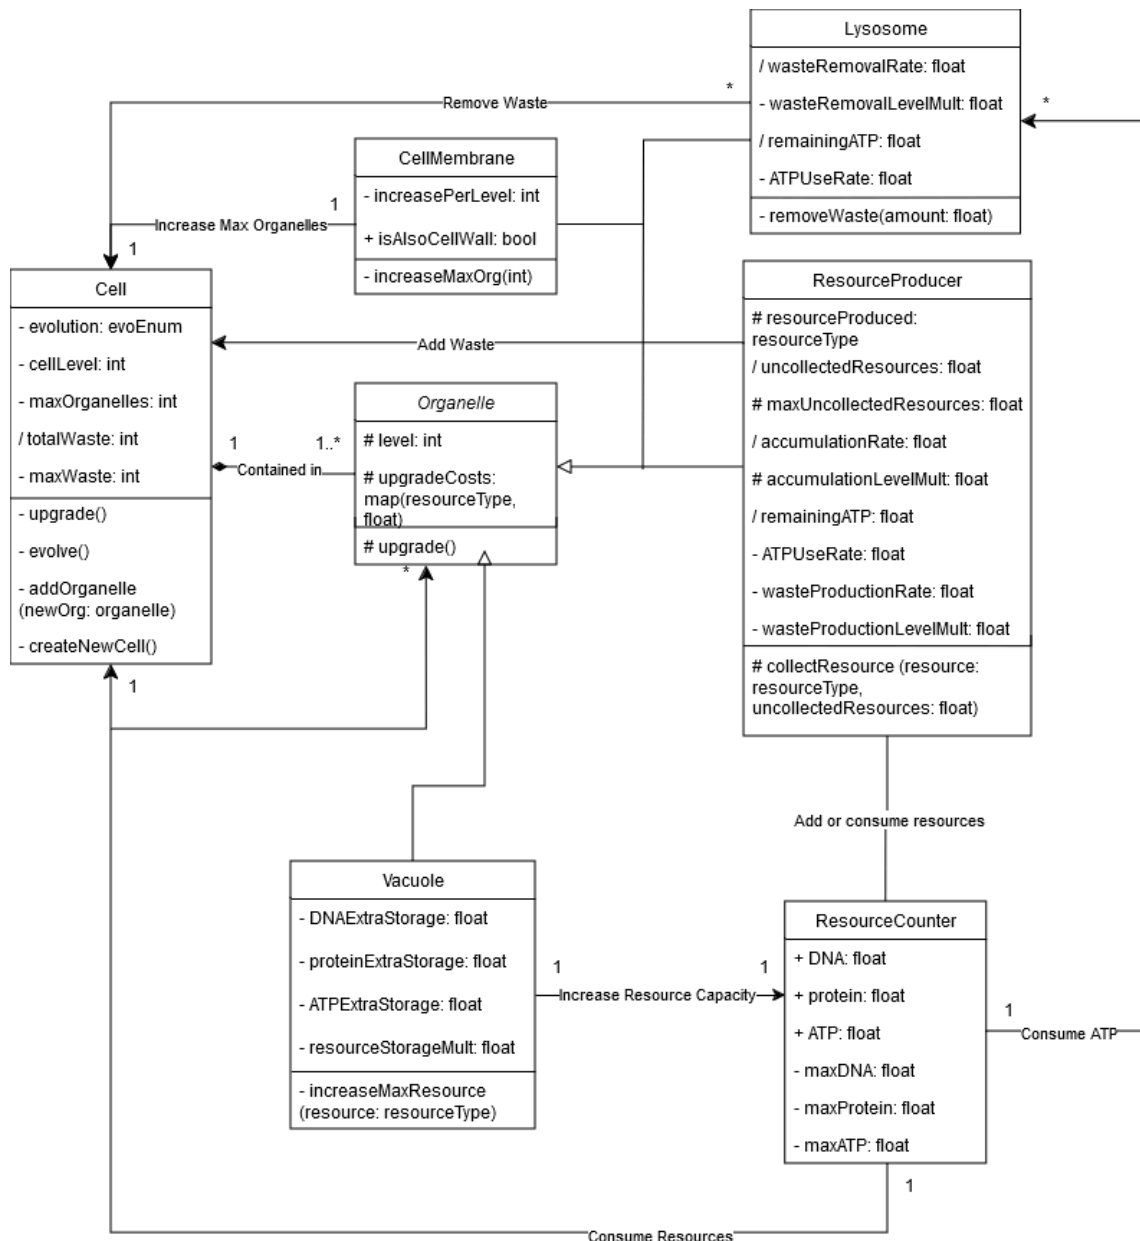 Lysosome
/ wasteRemovalRate: float
- wasteRemovalLevelMult: float
/ remainingATP: float
- ATPUseRate: float
- removeWaste(amount: float)
*
Remove Waste
*
CellMembrane
- increasePerLevel: int
+ isAlsoCellWall: bool
- increaseMaxOrg(int)
1
Increase Max Organelles
1
Cell
- evolution: evoEnum
- cellLevel: int
- maxOrganelles: int
/ totalWaste: int
- maxWaste: int
- upgrade()
- evolve()
- addOrganelle
(newOrg: organelle)
- createNewCell()
ResourceProducer
# resourceProduced:
resourceType
/ uncollectedResources: float
# maxUncollectedResources: float
/ accumulationRate: float
# accumulationLevelMult: float
/ remainingATP: float
- ATPUseRate: float
- wasteProductionRate: float
- wasteProductionLevelMult: float
# collectResource (resource:
resourceType,
uncollectedResources: float)
Add Waste
Organelle
# level: int
# upgradeCosts:
map(resourceType,
float)
# upgrade()
1
1..*
Contained in
*
1
Add or consume resources
Vacuole
- DNAExtraStorage: float
- proteinExtraStorage: float
- ATPExtraStorage: float
- resourceStorageMult: float
- increaseMaxResource
(resource: resourceType)
1
1
Increase Resource Capacity
ResourceCounter
+ DNA: float
+ protein: float
+ ATP: float
- maxDNA: float
- maxProtein: float
- maxATP: float
1
Consume ATP
1
Consume Resources